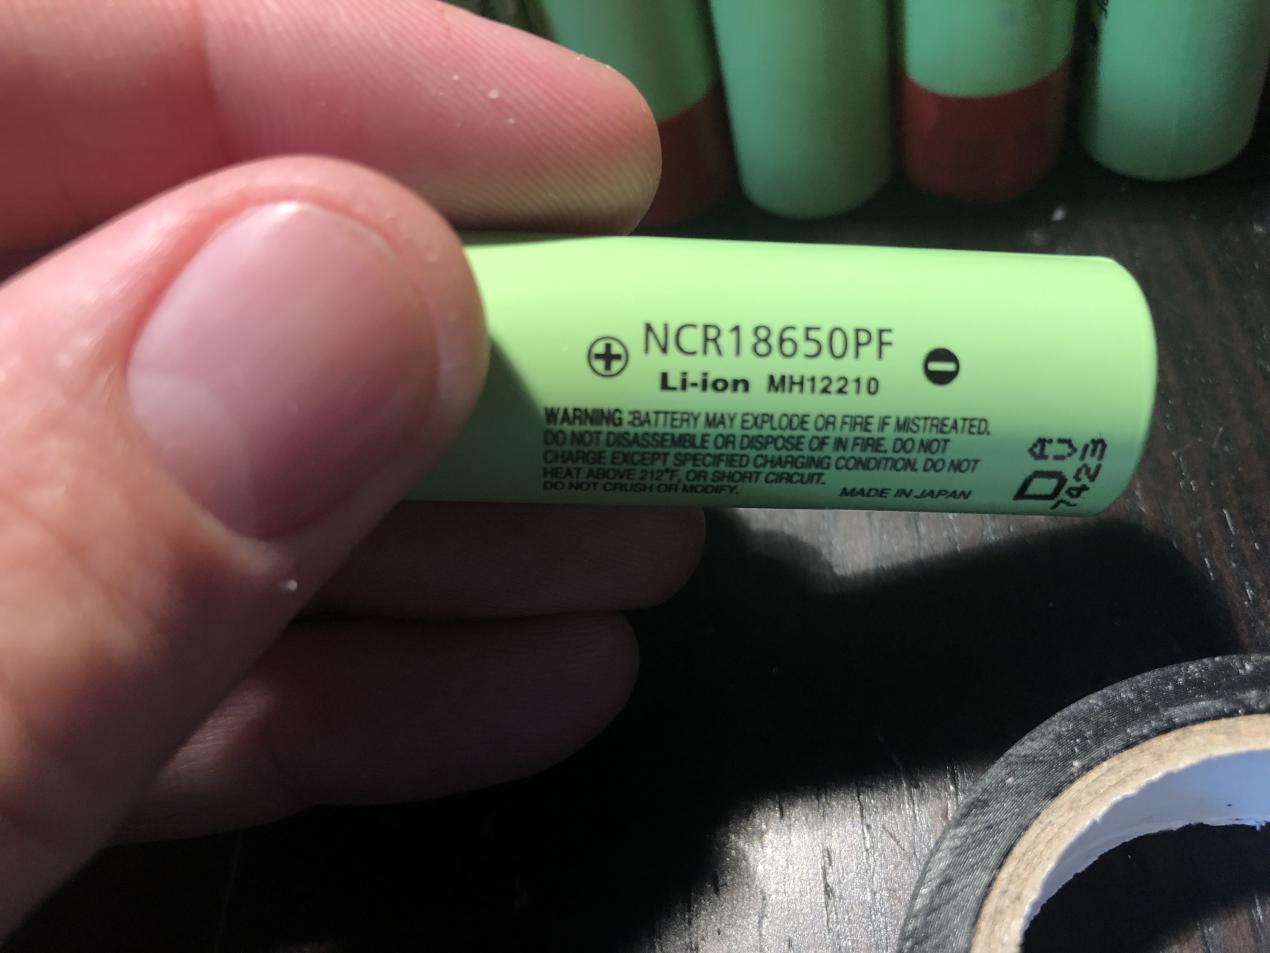 NCR18650PF
Li-ion MH12210
WARNING :BATTERY MAY EXPLODE OR FIRE IF MISTREATED.
DO NOT DISASSEMBLE OR DISPOSE OF IN FIRE. DO NOT
CHARGE EXCEPT SPECIFIED CHARGING CONDITION. DO NOT
HEAT ABOVE 212°F, OR SHORT CIRCUIT.
DO NOT CRUSH OR MODIFY.
MADE IN JAPAN
D
7423